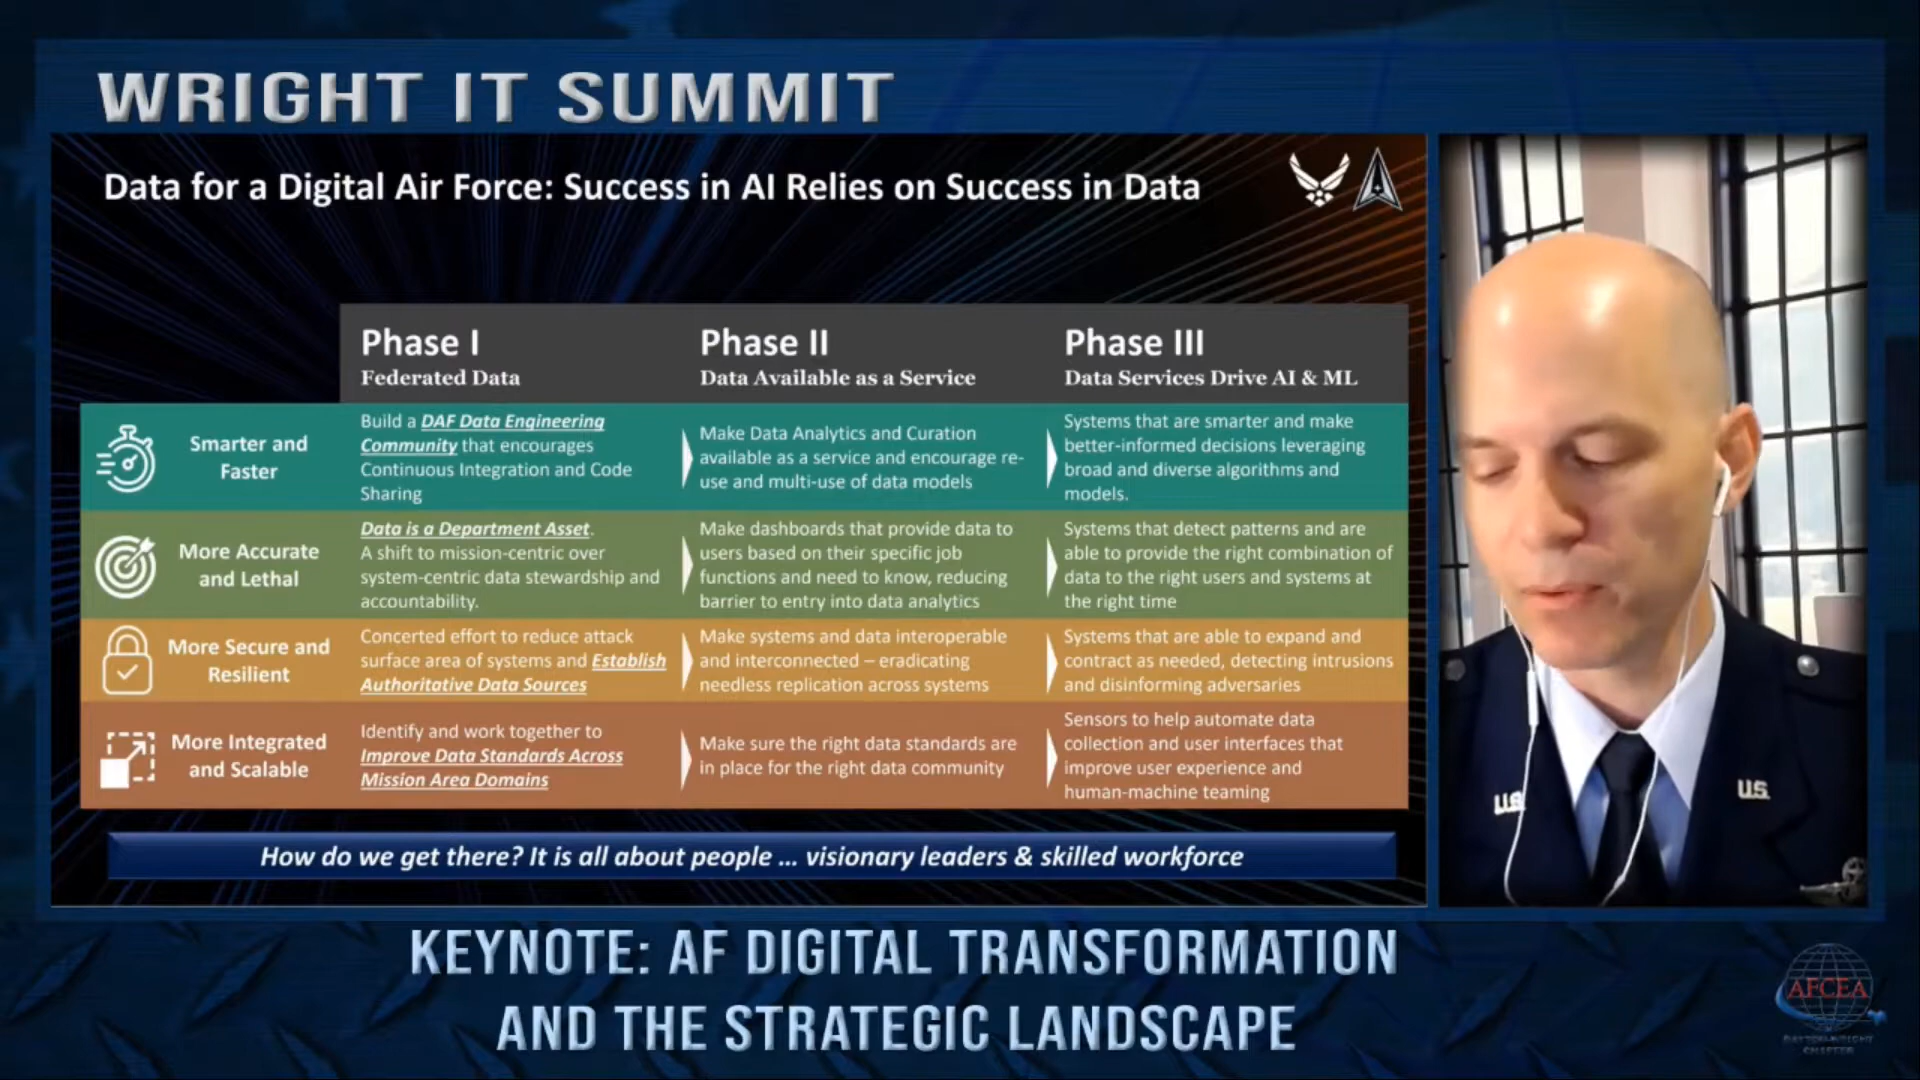 WRIGHT IT SUMMIT
Data for a Digital Air Force: Success in AI Relies on Success in Data
Phase I
Federated Data
Phase II
Data Available as a Service
Phase III
Data Services Drive AI & ML
Smarter and
Faster
Build a DAF Data Engineering
Community that encourages
Continuous Integration and Code
Sharing
Make Data Analytics and Curation
available as a service and encourage re-
use and multi-use of data models
Systems that are smarter and make
better-informed decisions leveraging
broad and diverse algorithms and
models.
More Accurate
and Lethal
Data is a Department Asset.
A shift to mission-centric over
system-centric data stewardship and
accountability.
Make dashboards that provide data to
users based on their specific job
functions and need to know, reducing
barrier to entry into data analytics
Systems that detect patterns and are
able to provide the right combination of
data to the right users and systems at
the right time
More Secure and
Resilient
Concerted effort to reduce attack
surface area of systems and Establish
Authoritative Data Sources
Make systems and data interoperable
and interconnected – eradicating
needless replication across systems
Systems that are able to expand and
contract as needed, detecting intrusions
and disinforming adversaries
More Integrated
and Scalable
Identify and work together to
Improve Data Standards Across
Mission Area Domains
Make sure the right data standards are
in place for the right data community
Sensors to help automate data
collection and user interfaces that
improve user experience and
human-machine teaming
How do we get there? It is all about people ... visionary leaders & skilled workforce
U.S.
U.S.
KEYNOTE: AF DIGITAL TRANSFORMATION
AND THE STRATEGIC LANDSCAPE
AFCEA
DAYTON-WRIGHT
CHAPTER